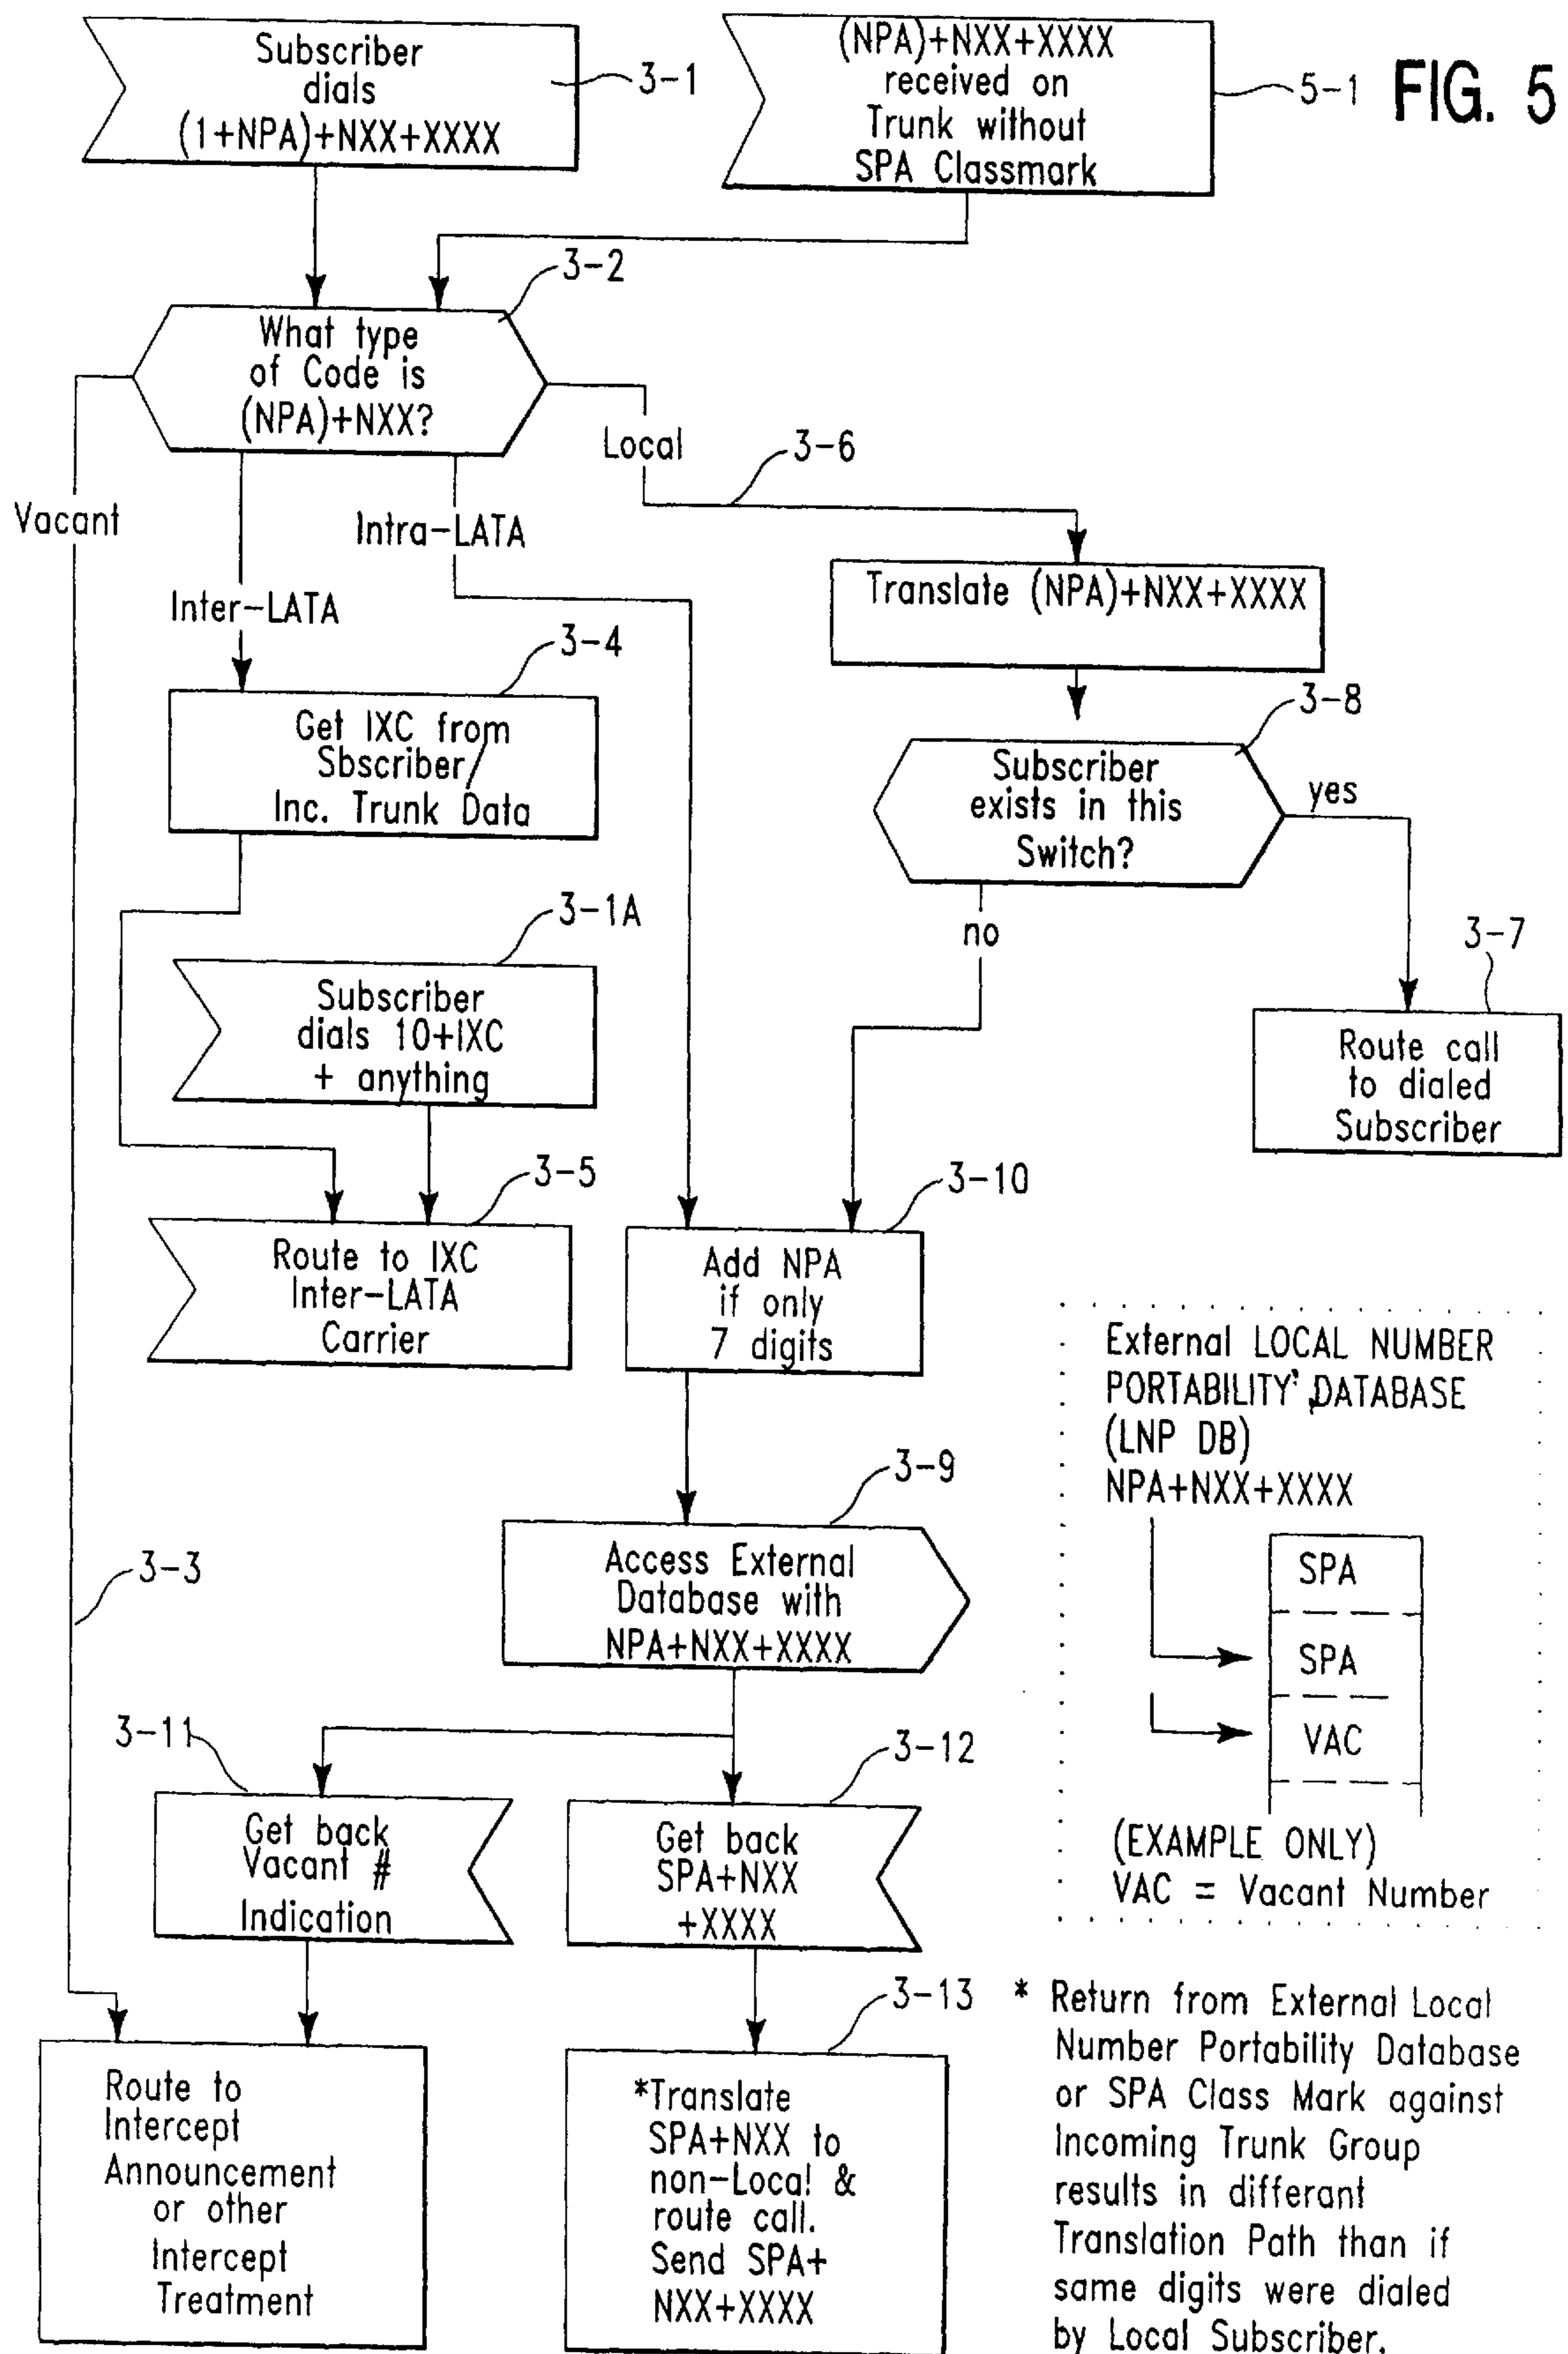 Subscriber
dials
(1+NPA)+NXX+XXXX
3-1
(NPA)+NXX+XXXX
received on
Trunk without
SPA Classmark
5-1
FIG. 5
3-2
What type
of Code is
(NPA)+NXX?
Vacant
Inter-LATA
Intra-LATA
Local
3-6
Translate (NPA)+NXX+XXXX
3-4
Get IXC from
Sbscriber/
Inc. Trunk Data
3-8
Subscriber
exists in this
Switch?
yes
no
3-7
Route call
to dialed
Subscriber
3-1A
Subscriber
dials 10+IXC
+ anything
3-5
Route to IXC
Inter-LATA
Carrier
3-10
Add NPA
if only
7 digits
3-9
Access External
Database with
NPA+NXX+XXXX
3-3
External LOCAL NUMBER
PORTABILITY DATABASE
(LNP DB)
NPA+NXX+XXXX
SPA
SPA
VAC
(EXAMPLE ONLY)
VAC = Vacant Number
3-11
Get back
Vacant #
Indication
3-12
Get back
SPA+NXX
+XXXX
Route to
Intercept
Announcement
or other
Intercept
Treatment
3-13
*Translate
SPA+NXX to
non-Local &
route call.
Send SPA+
NXX+XXXX
* Return from External Local
Number Portability Database
or SPA Class Mark against
Incoming Trunk Group
results in differant
Translation Path than if
same digits were dialed
by Local Subscriber.